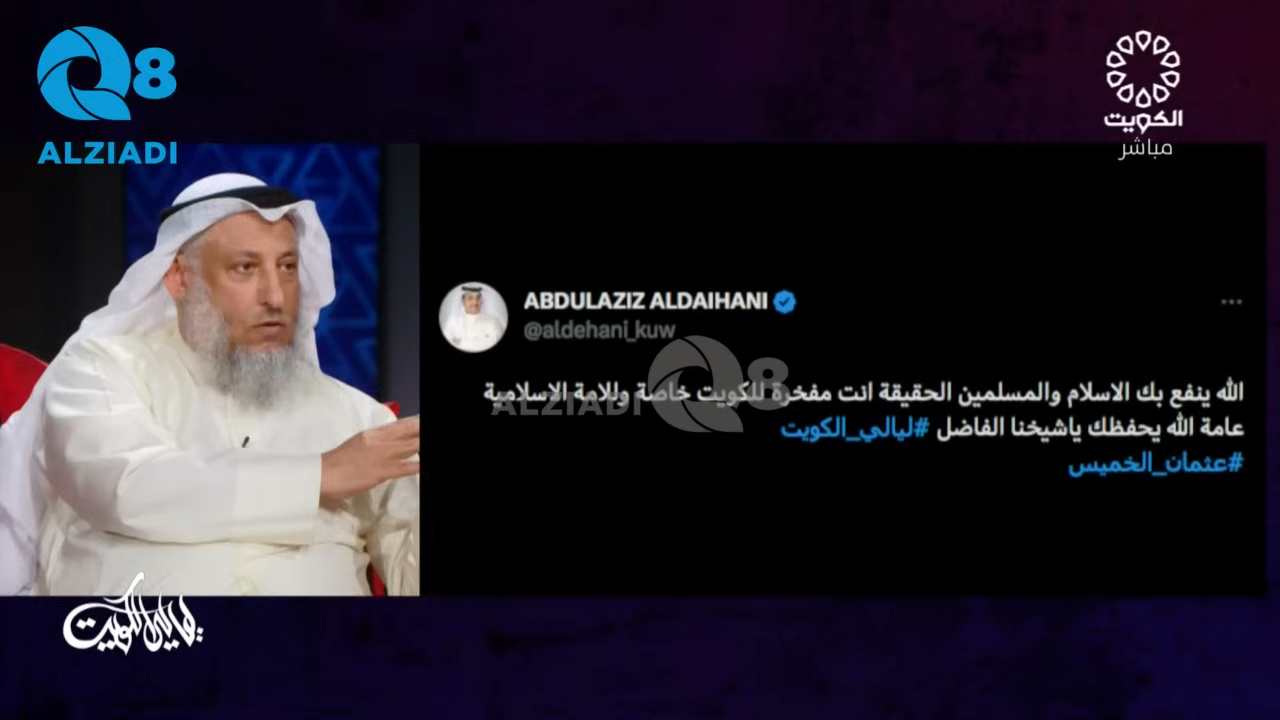 Q8
ALZIADI
الكويت
مباشر
ABDULAZIZ ALDAIHANI
@aldehani_kuw
الله ينفع بك الاسلام والمسلمين الحقيقة انت مفخرة للكويت خاصة وللامة الاسلامية
عامة الله يحفظك ياشيخنا الفاضل #ليالي_الكويت
#عثمان_الخميس
Q8
ALZIADI
ليالي الكويت